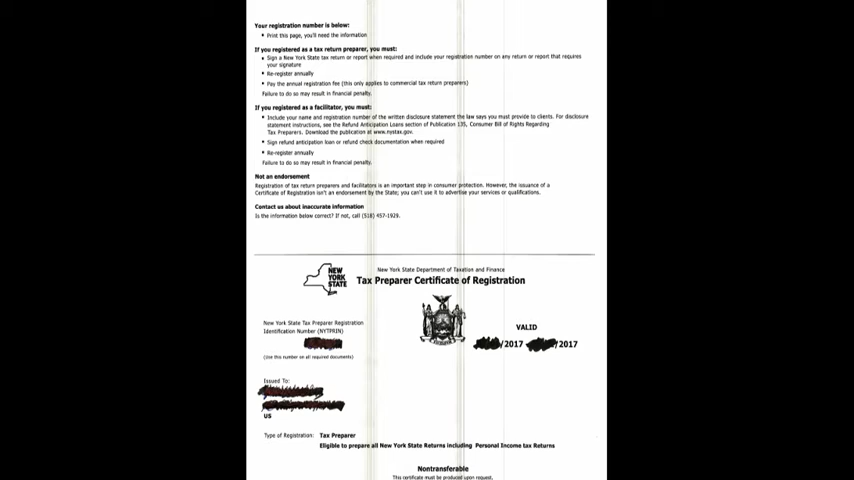 Your registration number is below:
• Print this page, you'll need the information
If you registered as a tax return preparer, you must:
• Sign a New York State tax return or report when required and include your registration number on any return or report that requires
your signature
• Re-register annually
• Pay the annual registration fee (this only applies to commercial tax return preparers)
Failure to do so may result in financial penalty.
If you registered as a facilitator, you must:
• Include your name and registration number of the written disclosure statement the law says you must provide to clients. For disclosure
statement instructions, see the Refund Anticipation Loans section of Publication 135, Consumer Bill of Rights Regarding
Tax Preparers. Download the publication at www.nystax.gov.
• Sign refund anticipation loan or refund check documentation when required
• Re-register annually
Failure to do so may result in financial penalty.
Not an endorsement
Registration of tax return preparers and facilitators is an important step in consumer protection. However, the issuance of a
Certificate of Registration isn't an endorsement by the State; you can't use it to advertise your services or qualifications.
Contact us about inaccurate information
Is the information below correct? If not, call (518) 457-1929.
NEW
YORK
STATE
New York State Department of Taxation and Finance
Tax Preparer Certificate of Registration
New York State Tax Preparer Registration
Identification Number (NYTPRIN)
(Use this number on all required documents)
VALID
/2017 /2017
Issued To:
US
Type of Registration: Tax Preparer
Eligible to prepare all New York State Returns including Personal Income tax Returns
Nontransferable
This certificate must be produced upon request.